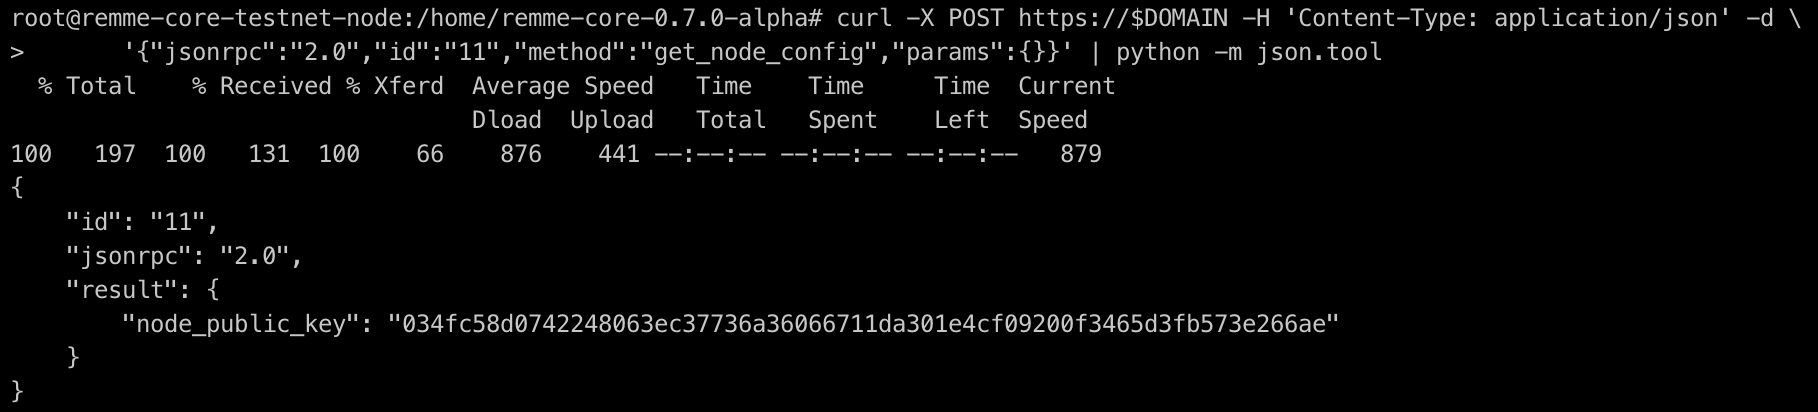 root@remme-core-testnet-node:/home/remme-core-0.7.0-alpha# curl -X POST https://$DOMAIN -H 'Content-Type: application/json' -d \
>       '{"jsonrpc":"2.0","id":"11","method":"get_node_config","params":{}}' | python -m json.tool
  % Total    % Received % Xferd  Average Speed   Time    Time     Time  Current
                                 Dload  Upload   Total   Spent    Left  Speed
100   197  100   131  100    66    876    441 --:--:-- --:--:-- --:--:--   879
{
    "id": "11",
    "jsonrpc": "2.0",
    "result": {
        "node_public_key": "034fc58d0742248063ec37736a36066711da301e4cf09200f3465d3fb573e266ae"
    }
}